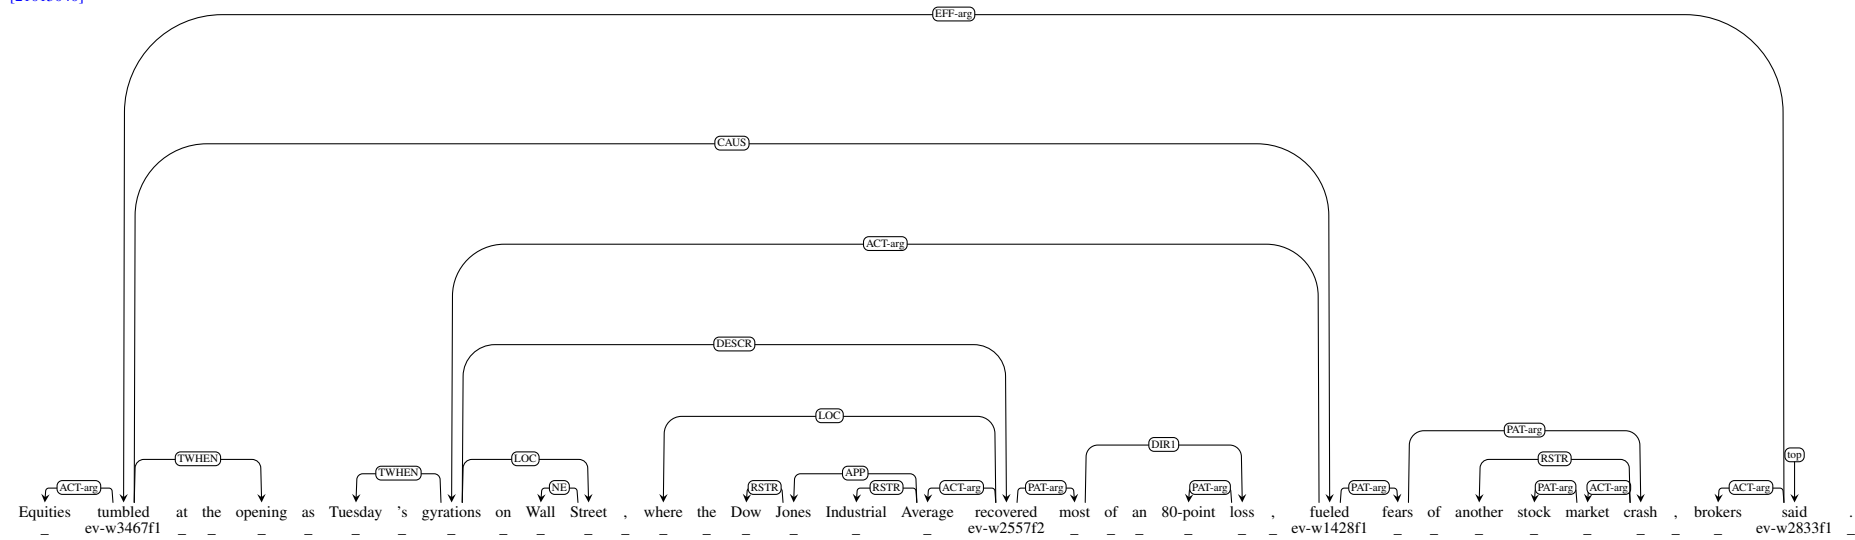 EFF-arg
CAUS
ACT-arg
DESCR
LOC
PAT-arg
DIR1
TWHEN LOC RSTR top
TWHEN APP
ACT-arg NE RSTR RSTR ACT-arg PAT-arg PAT-arg PAT-arg PAT-arg ACT-arg ACT-arg
Equities tumbled at the opening as Tuesday 's gyrations on Wall Street , where the Dow Jones Industrial Average recovered most of an 80-point loss , fueled fears of another stock market crash , brokers said .
_ ev-w3467f1 _ _ _ _ _ _ _ _ _ _ _ _ _ _ _ _ _ ev-w2557f2 _ _ _ _ _ _ ev-w1428f1 _ _ _ _ _ _ _ _ ev-w2833f1 _